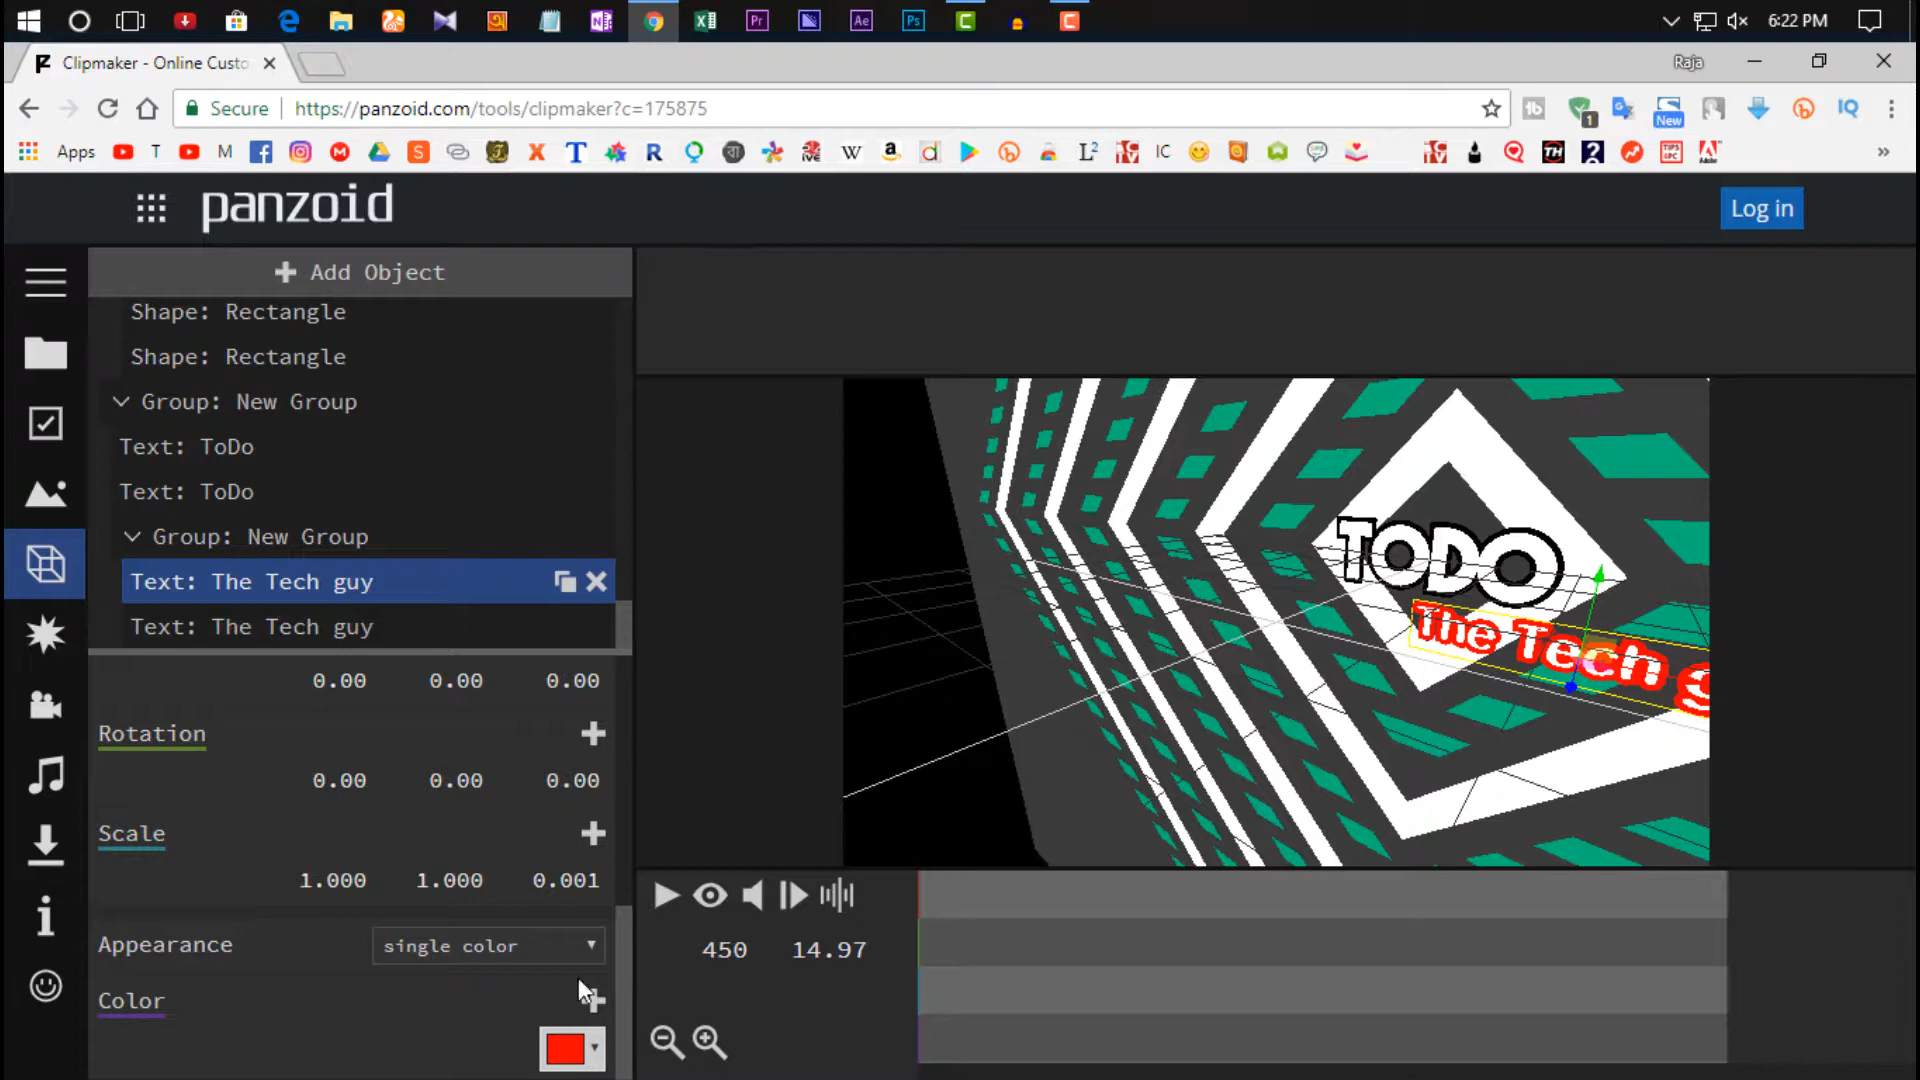 6:22 PM
Clipmaker - Online Custo
Raja
Secure
https://panzoid.com/tools/clipmaker?c=175875
1
New
IQ
Apps
T
M
IC
panzoid
Log in
Add Object
Shape: Rectangle
Shape: Rectangle
Group: New Group
Text: ToDo
Text: ToDo
Group: New Group
Text: The Tech guy
Text: The Tech guy
0.00 0.00 0.00
Rotation
0.00 0.00 0.00
Scale
1.000 1.000 0.001
Appearance
single color
Color
TODO
The Tech g
450 14.97